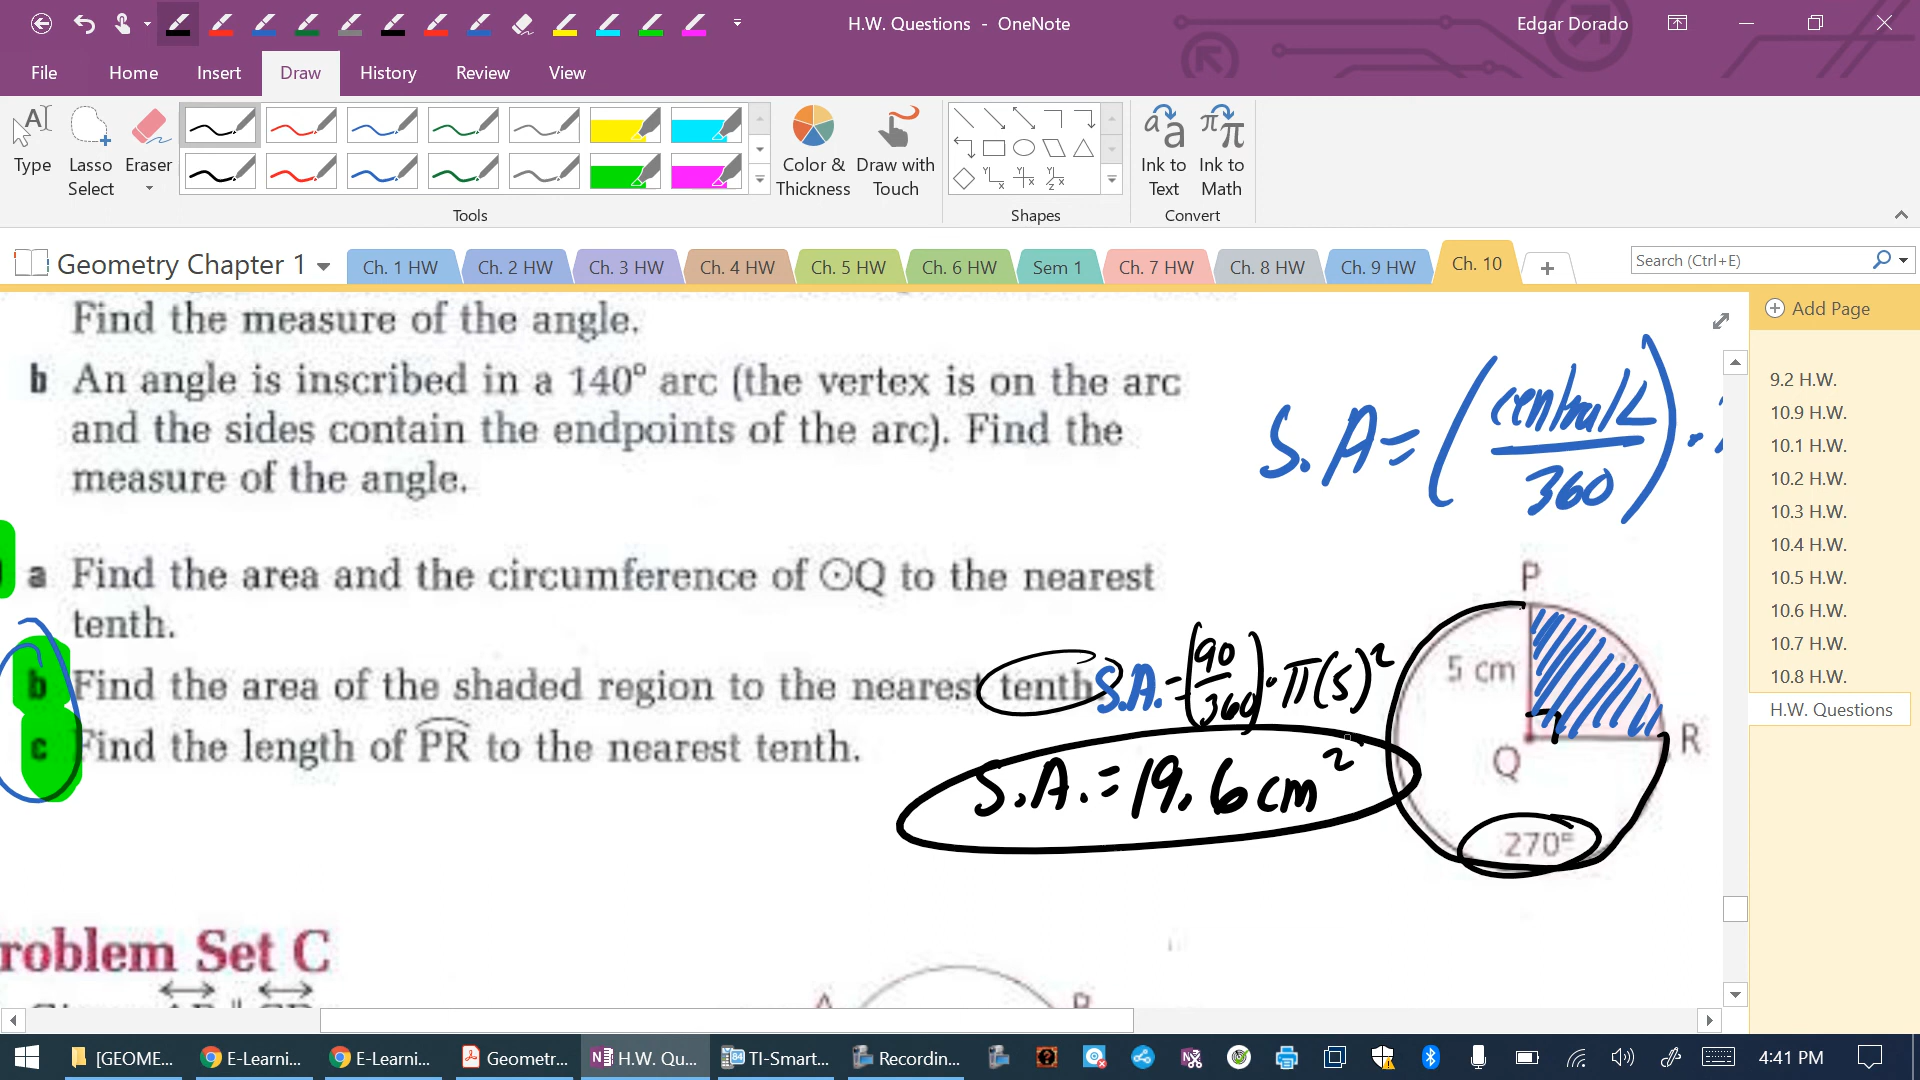 H.W. Questions - OneNote
Edgar Dorado
File Home Insert Draw History Review View
Type
Lasso Select
Eraser
Color & Thickness
Draw with Touch
Ink to Text
Ink to Math
Tools
Shapes
Convert
Geometry Chapter 1
Ch. 1 HW Ch. 2 HW Ch. 3 HW Ch. 4 HW Ch. 5 HW Ch. 6 HW Sem 1 Ch. 7 HW Ch. 8 HW Ch. 9 HW Ch. 10
Search (Ctrl+E)
Add Page
9.2 H.W.
10.9 H.W.
10.1 H.W.
10.2 H.W.
10.3 H.W.
10.4 H.W.
10.5 H.W.
10.6 H.W.
10.7 H.W.
10.8 H.W.
H.W. Questions
Find the measure of the angle.
b An angle is inscribed in a 140° arc (the vertex is on the arc
and the sides contain the endpoints of the arc). Find the
measure of the angle.
S.A = (central∠ / 360) ·
a Find the area and the circumference of ⊙Q to the nearest
tenth.
b Find the area of the shaded region to the nearest tenth
S.A. = (90/360) · π(5)²
c Find the length of PR to the nearest tenth.
S.A. = 19.6 cm²
P
5 cm
Q
R
270°
roblem Set C
A
B
[GEOME... E-Learni... E-Learni... Geometr... H.W. Qu... TI-Smart... Recordin... 4:41 PM